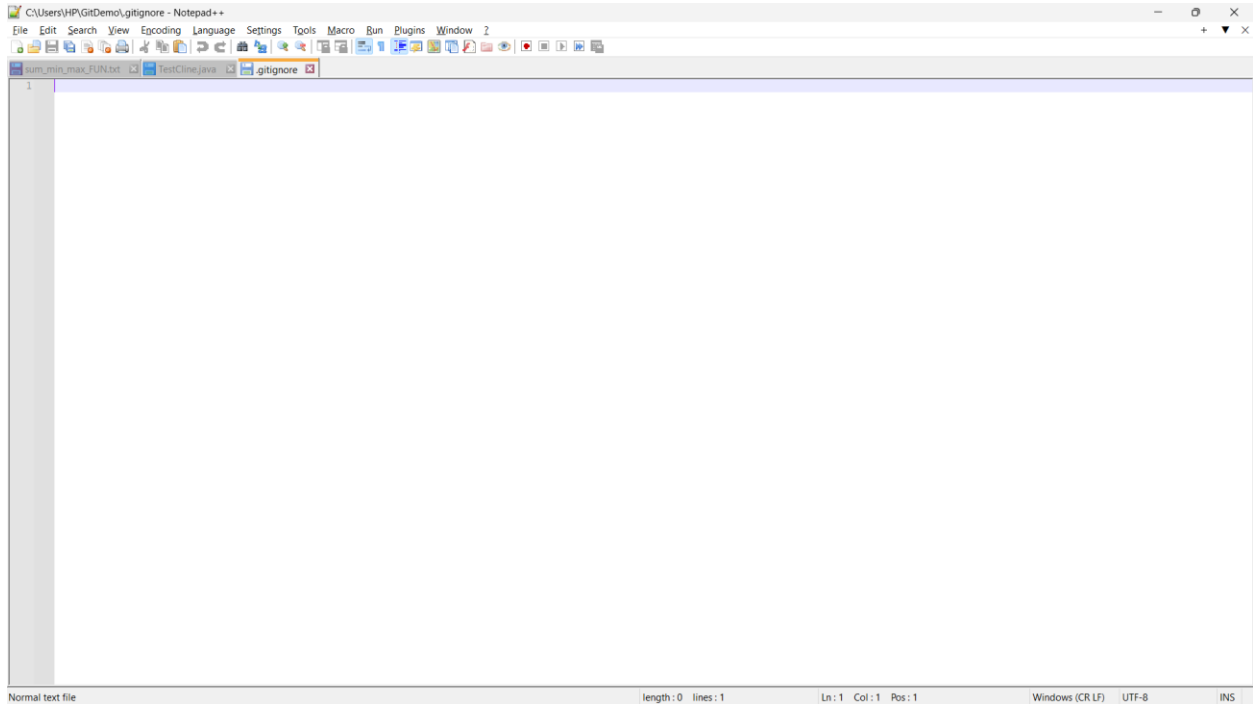 C:\Users\HP\GitDemo\.gitignore - Notepad++
File Edit Search View Encoding Language Settings Tools Macro Run Plugins Window ?
sum_min_max_FUN.txt TestCline.java .gitignore
1
Normal text file length : 0 lines : 1 Ln : 1 Col : 1 Pos : 1 Windows (CR LF) UTF-8 INS